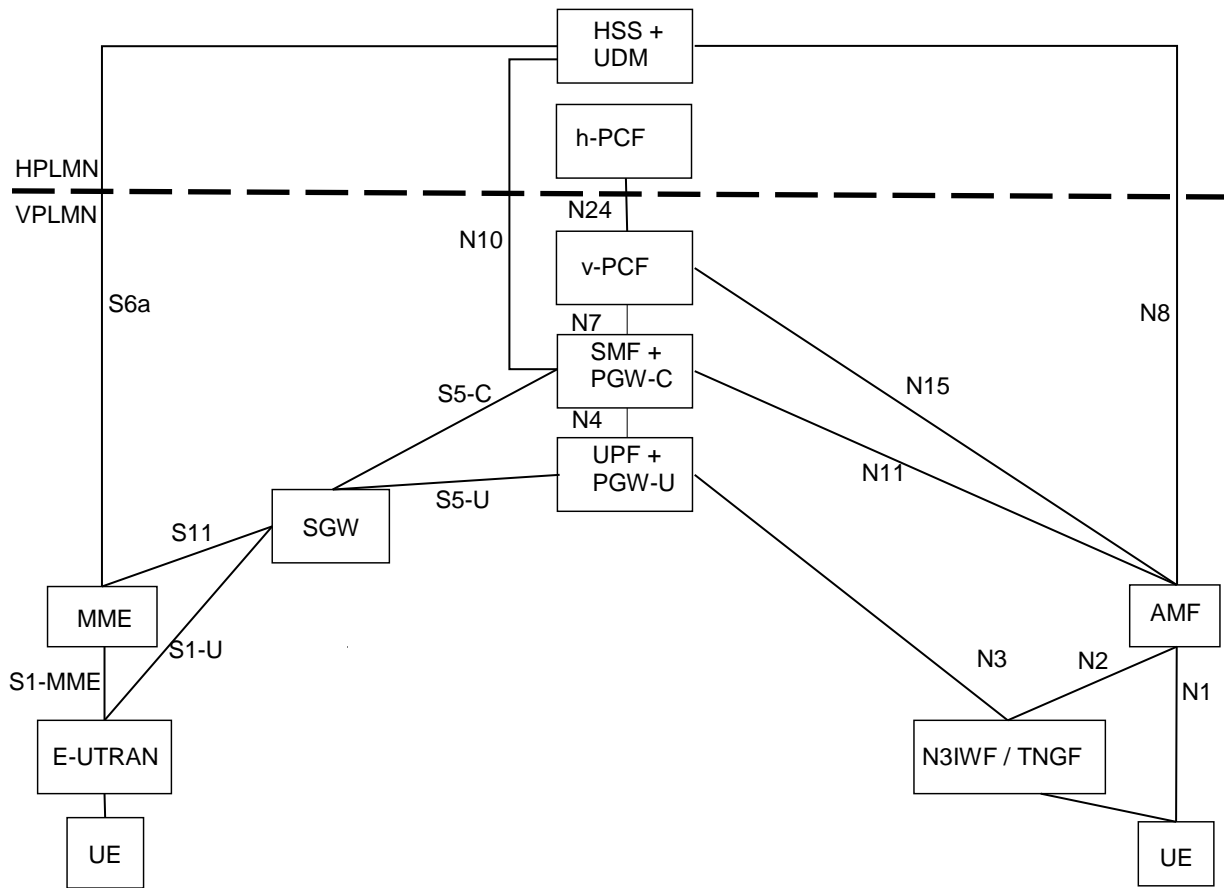 HSS +
UDM
h-PCF
HPLMN
VPLMN
N24
N10
v-PCF
S6a
N8
N7
SMF +
PGW-C
S5-C
N15
N4
UPF +
PGW-U
N11
S5-U
SGW
S11
MME
AMF
S1-U
N3
N2
S1-MME
N1
E-UTRAN
N3IWF / TNGF
UE
UE